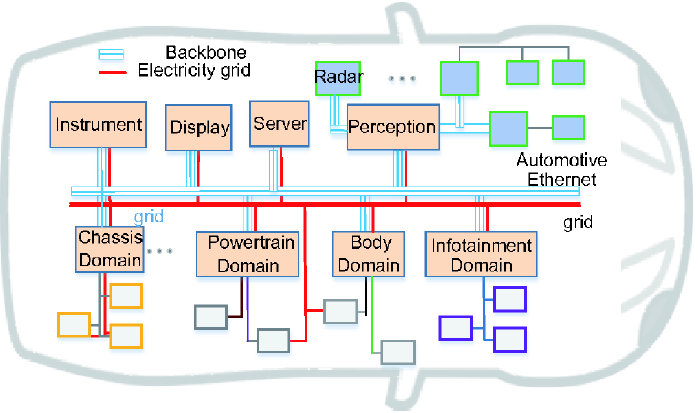 Backbone
Electricity grid
Radar
Instrument
Display
Server
Perception
Automotive
Ethernet
grid
grid
Chassis
Domain
Powertrain
Domain
Body
Domain
Infotainment
Domain